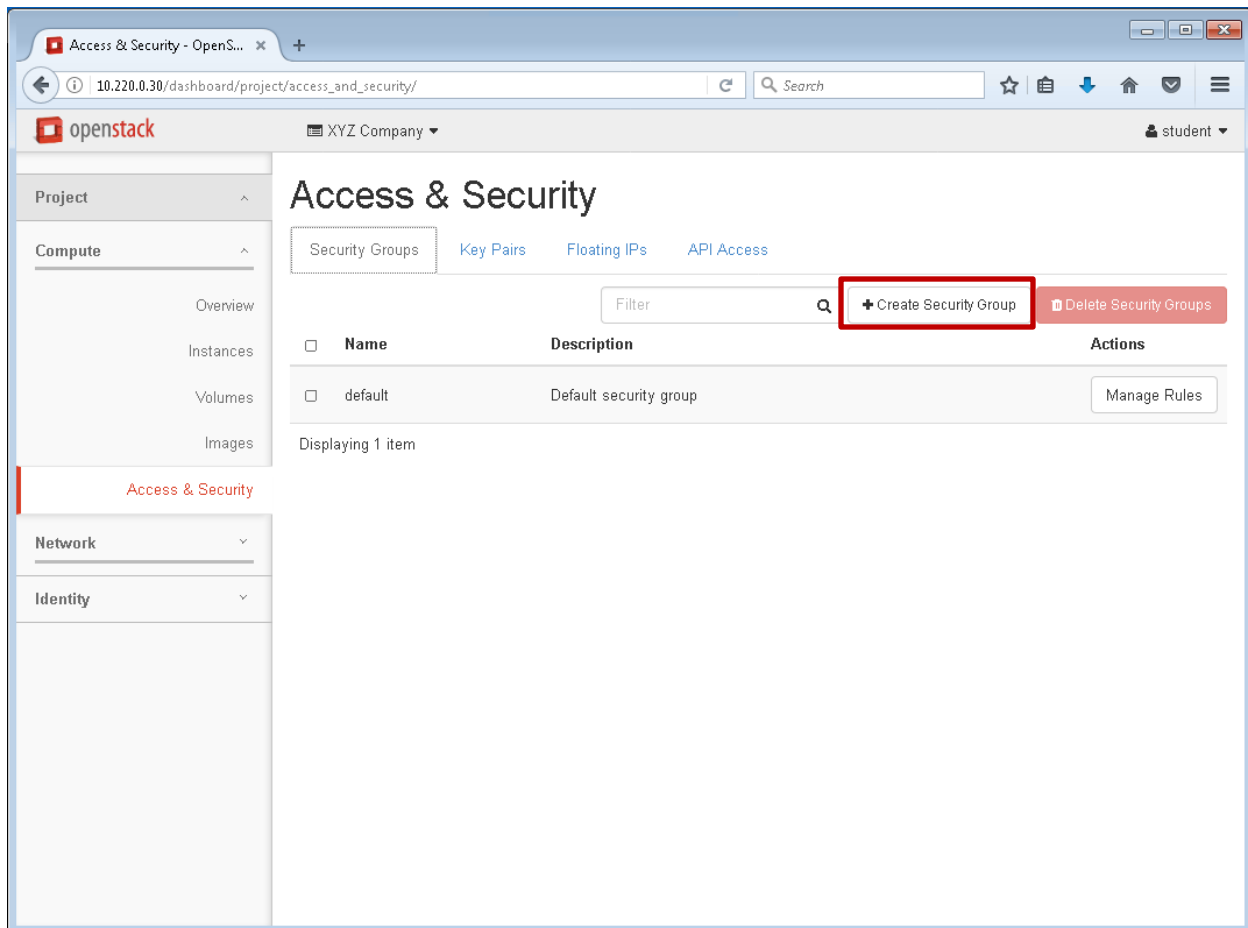 Access & Security - OpenS...
10.220.0.30/dashboard/project/access_and_security/
Search
openstack
XYZ Company
student
Project
Compute
Overview
Instances
Volumes
Images
Access & Security
Network
Identity
Access & Security
Security Groups Key Pairs Floating IPs API Access
Filter + Create Security Group Delete Security Groups
Name Description Actions
default Default security group Manage Rules
Displaying 1 item